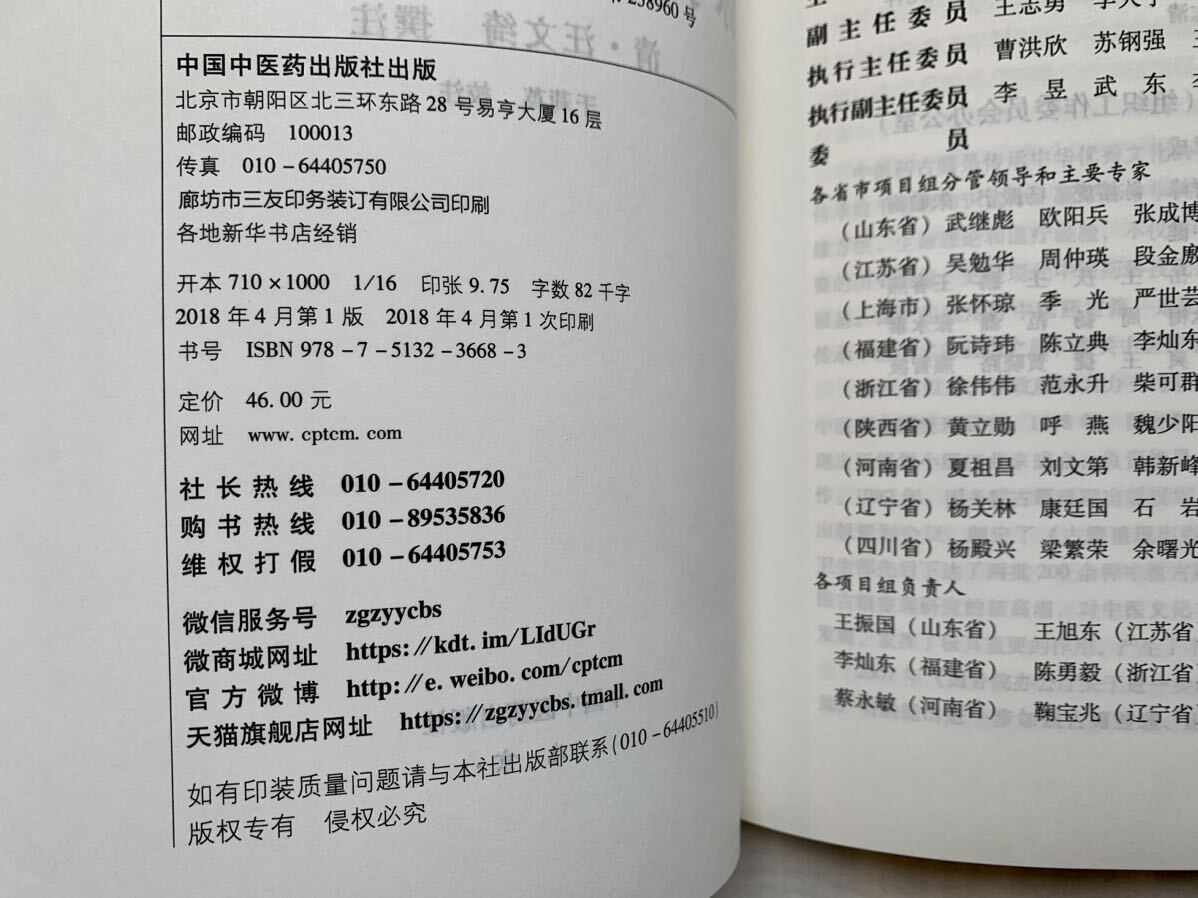 238960 号
中国中医药出版社出版
北京市朝阳区北三环东路 28 号易亨大厦 16 层
邮政编码 100013
传真 010 - 64405750
廊坊市三友印务装订有限公司印刷
各地新华书店经销
开本 710 × 1000 1/16 印张 9.75 字数 82 千字
2018 年 4 月第 1 版 2018 年 4 月第 1 次印刷
书号 ISBN 978 - 7 - 5132 - 3668 - 3
定价 46.00 元
网址 www. cptcm. com
社长热线 010 - 64405720
购书热线 010 - 89535836
维权打假 010 - 64405753
微信服务号 zgzyycbs
微商城网址 https: //kdt. im/LIdUGr
官方微博 http: //e. weibo. com/cptcm
天猫旗舰店网址 https: //zgzyycbs. tmall. com
如有印装质量问题请与本社出版部联系(010 - 64405510)
版权专有 侵权必究
副主任委员 王志勇
执行主任委员 曹洪欣 苏钢强
执行副主任委员 李 昱 武 东
委 员
各省市项目组分管领导和主要专家
(山东省) 武继彪 欧阳兵 张成博
(江苏省) 吴勉华 周仲瑛 段金廒
(上海市) 张怀琼 季 光 严世芸
(福建省) 阮诗玮 陈立典 李灿东
(浙江省) 徐伟伟 范永升 柴可群
(陕西省) 黄立勋 呼 燕 魏少阳
(河南省) 夏祖昌 刘文第 韩新峰
(辽宁省) 杨关林 康廷国 石 岩
(四川省) 杨殿兴 梁繁荣 余曙光
各项目组负责人
王振国 (山东省) 王旭东 (江苏省)
李灿东 (福建省) 陈勇毅 (浙江省)
蔡永敏 (河南省) 鞠宝兆 (辽宁省)